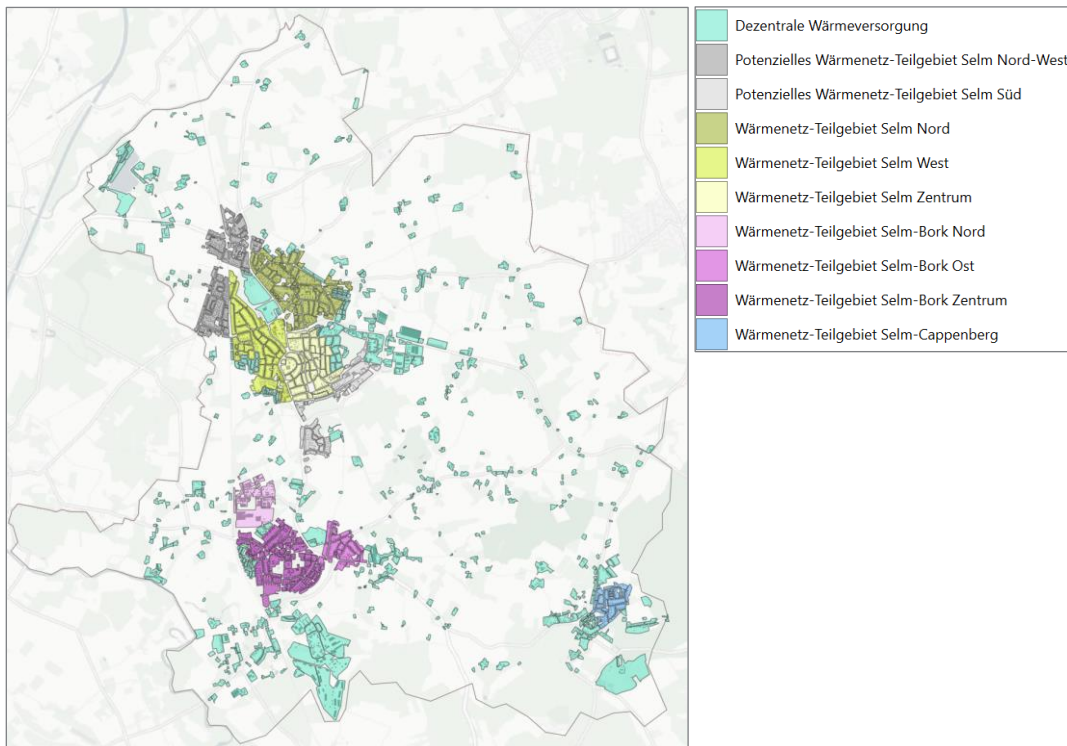 Dezentrale Wärmeversorgung
Potenzielles Wärmenetz-Teilgebiet Selm Nord-West
Potenzielles Wärmenetz-Teilgebiet Selm Süd
Wärmenetz-Teilgebiet Selm Nord
Wärmenetz-Teilgebiet Selm West
Wärmenetz-Teilgebiet Selm Zentrum
Wärmenetz-Teilgebiet Selm-Bork Nord
Wärmenetz-Teilgebiet Selm-Bork Ost
Wärmenetz-Teilgebiet Selm-Bork Zentrum
Wärmenetz-Teilgebiet Selm-Cappenberg